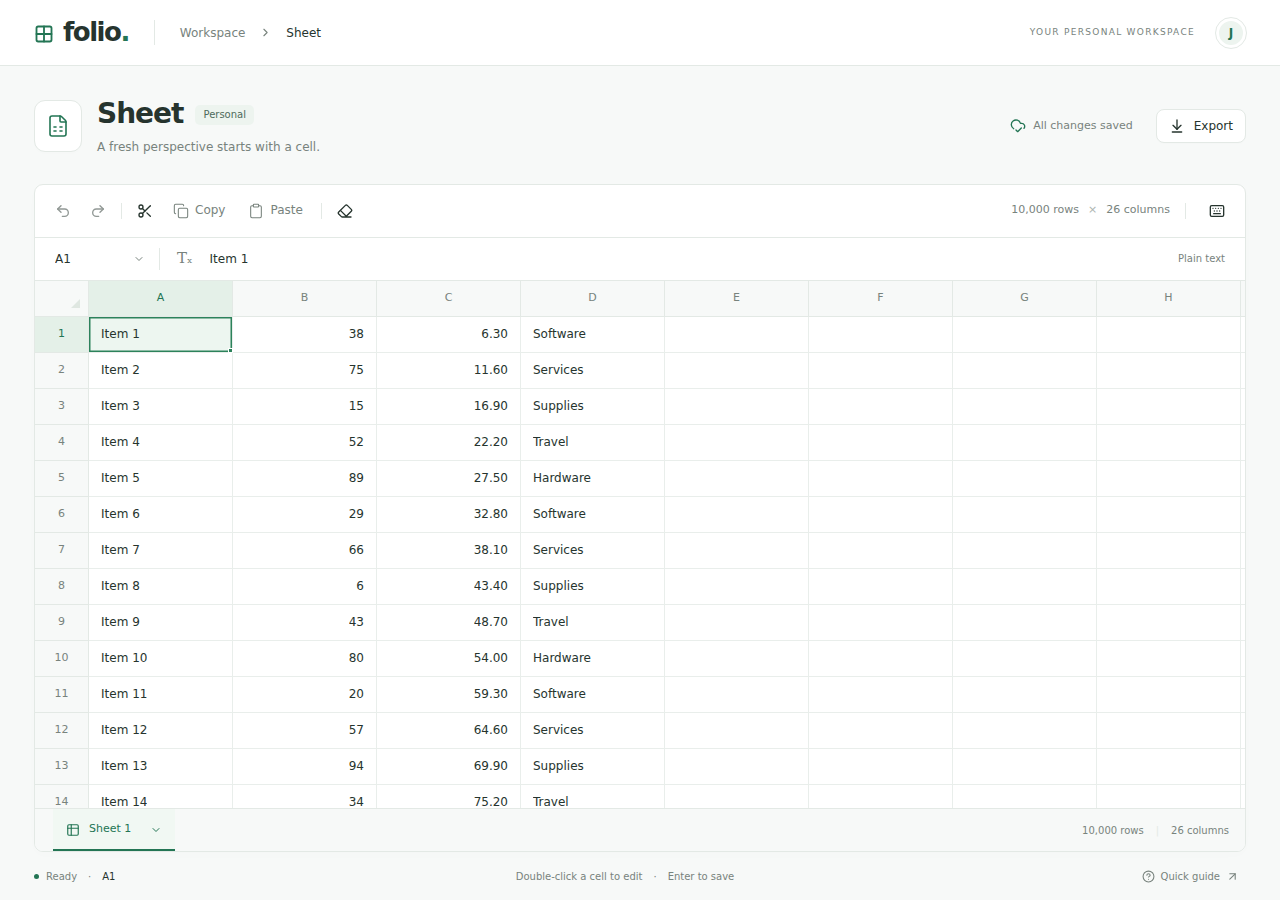 folio. Workspace Sheet YOUR PERSONAL WORKSPACE J
Sheet Personal
A fresh perspective starts with a cell.
All changes saved Export
Copy Paste 10,000 rows × 26 columns
A1 Tx Item 1 Plain text
A B C D E F G H
1 Item 1 38 6.30 Software
2 Item 2 75 11.60 Services
3 Item 3 15 16.90 Supplies
4 Item 4 52 22.20 Travel
5 Item 5 89 27.50 Hardware
6 Item 6 29 32.80 Software
7 Item 7 66 38.10 Services
8 Item 8 6 43.40 Supplies
9 Item 9 43 48.70 Travel
10 Item 10 80 54.00 Hardware
11 Item 11 20 59.30 Software
12 Item 12 57 64.60 Services
13 Item 13 94 69.90 Supplies
14 Item 14 34 75.20 Travel
Sheet 1 10,000 rows 26 columns
Ready · A1 Double-click a cell to edit · Enter to save Quick guide